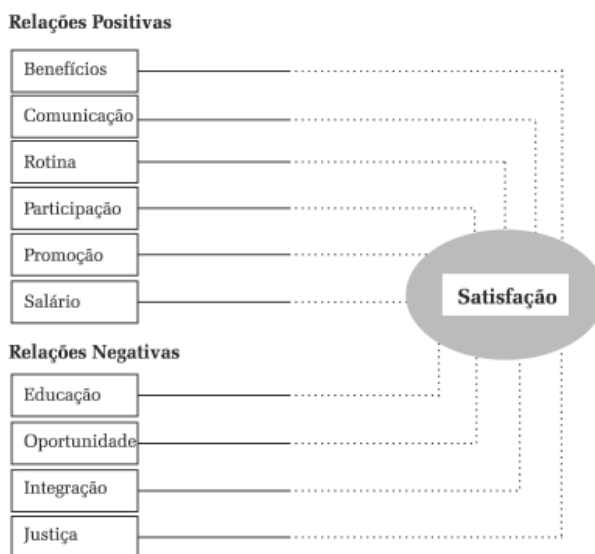 Relações Positivas
Benefícios
Comunicação
Rotina
Participação
Promoção
Salário
Satisfação
Relações Negativas
Educação
Oportunidade
Integração
Justiça